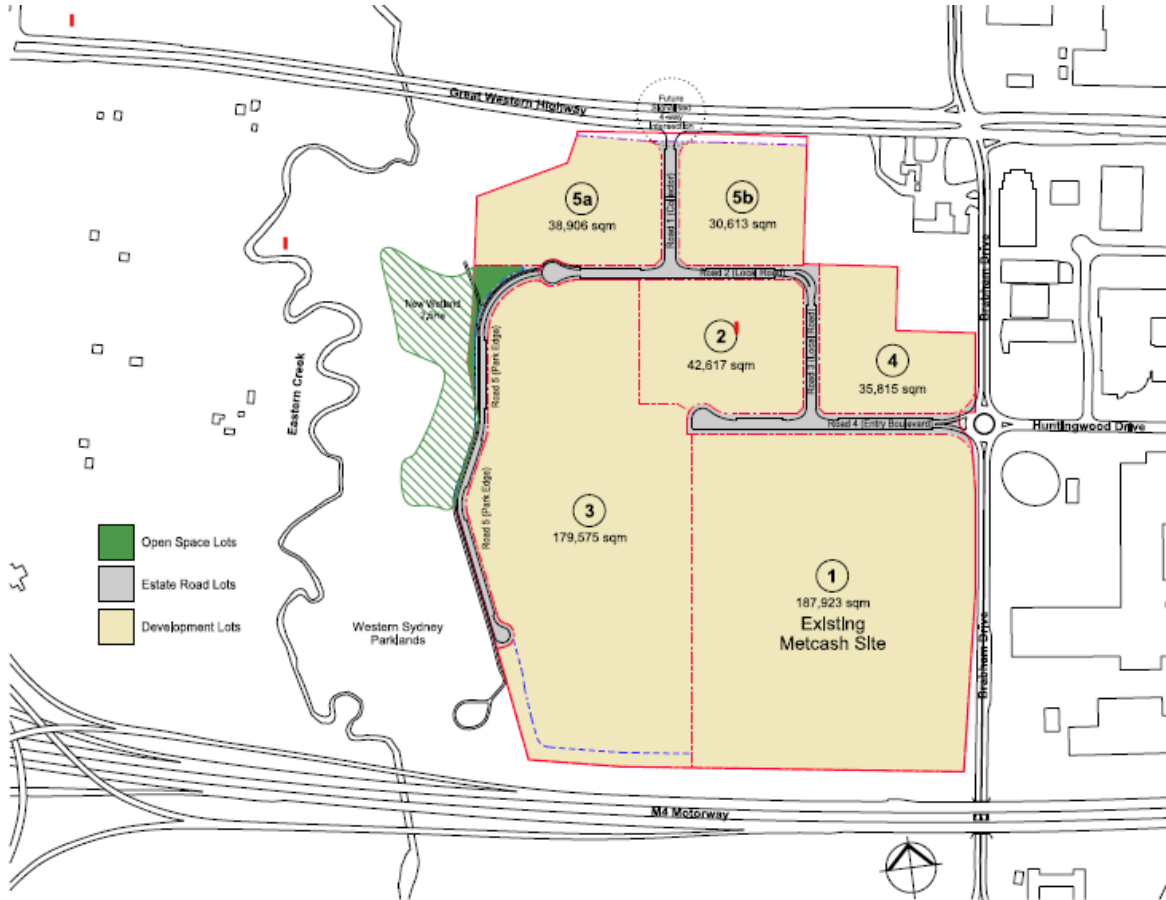 Great Western Highway
Future
Signalised
4-way
Intersection
5a
38,906 sqm
Road 1 (Collector)
5b
30,613 sqm
Road 2 (Local Road)
New Wetland
2.5Ha
Road 5 (Park Edge)
2
42,617 sqm
Road 3 (Local Road)
4
35,815 sqm
Brabham Drive
Eastern Creek
Road 4 (Entry Boulevard)
Huntingwood Drive
Road 5 (Park Edge)
3
179,575 sqm
Open Space Lots
Estate Road Lots
Development Lots
1
187,923 sqm
Existing
Metcash Site
Western Sydney
Parklands
Brabham Drive
M4 Motorway